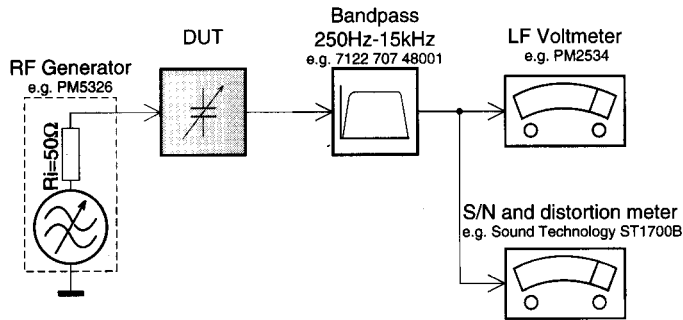 Bandpass
250Hz-15kHz
e.g. 7122 707 48001
DUT
LF Voltmeter
e.g. PM2534
RF Generator
e.g. PM5326
Ri=50Ω
S/N and distortion meter
e.g. Sound Technology ST1700B